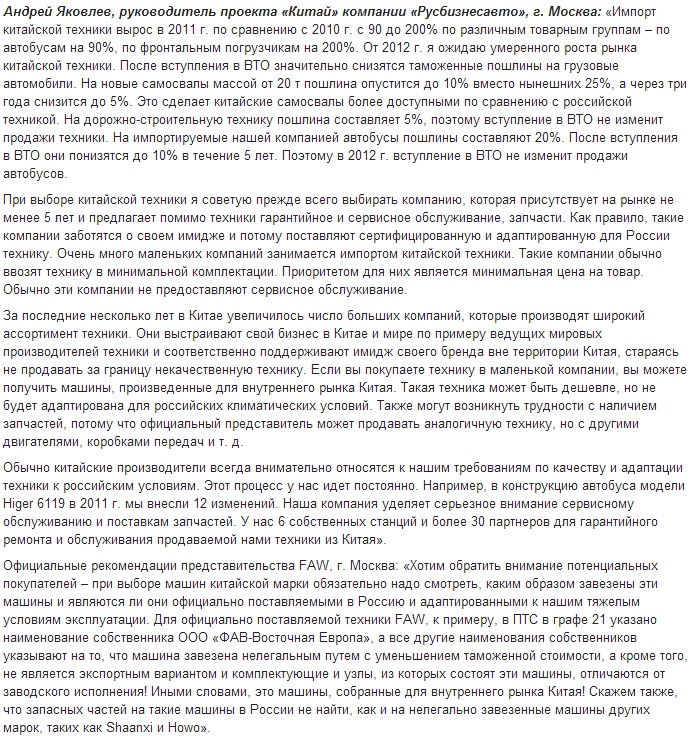 Андрей Яковлев, руководитель проекта «Китай» компании «Русбизнесавто», г. Москва: «Импорт
китайской техники вырос в 2011 г. по сравнению с 2010 г. с 90 до 200% по различным товарным группам – по
автобусам на 90%, по фронтальным погрузчикам на 200%. От 2012 г. я ожидаю умеренного роста рынка
китайской техники. После вступления в ВТО значительно снизятся таможенные пошлины на грузовые
автомобили. На новые самосвалы массой от 20 т пошлина опустится до 10% вместо нынешних 25%, а через три
года снизится до 5%. Это сделает китайские самосвалы более доступными по сравнению с российской
техникой. На дорожно-строительную технику пошлина составляет 5%, поэтому вступление в ВТО не изменит
продажи техники. На импортируемые нашей компанией автобусы пошлины составляют 20%. После вступления
в ВТО они понизятся до 10% в течение 5 лет. Поэтому в 2012 г. вступление в ВТО не изменит продажи
автобусов.
При выборе китайской техники я советую прежде всего выбирать компанию, которая присутствует на рынке не
менее 5 лет и предлагает помимо техники гарантийное и сервисное обслуживание, запчасти. Как правило, такие
компании заботятся о своем имидже и потому поставляют сертифицированную и адаптированную для России
технику. Очень много маленьких компаний занимается импортом китайской техники. Такие компании обычно
ввозят технику в минимальной комплектации. Приоритетом для них является минимальная цена на товар.
Обычно эти компании не предоставляют сервисное обслуживание.
За последние несколько лет в Китае увеличилось число больших компаний, которые производят широкий
ассортимент техники. Они выстраивают свой бизнес в Китае и мире по примеру ведущих мировых
производителей техники и соответственно поддерживают имидж своего бренда вне территории Китая, стараясь
не продавать за границу некачественную технику. Если вы покупаете технику в маленькой компании, вы можете
получить машины, произведенные для внутреннего рынка Китая. Такая техника может быть дешевле, но не
будет адаптирована для российских климатических условий. Также могут возникнуть трудности с наличием
запчастей, потому что официальный представитель может продавать аналогичную технику, но с другими
двигателями, коробками передач и т. д.
Обычно китайские производители всегда внимательно относятся к нашим требованиям по качеству и адаптации
техники к российским условиям. Этот процесс у нас идет постоянно. Например, в конструкцию автобуса модели
Higer 6119 в 2011 г. мы внесли 12 изменений. Наша компания уделяет серьезное внимание сервисному
обслуживанию и поставкам запчастей. У нас 6 собственных станций и более 30 партнеров для гарантийного
ремонта и обслуживания продаваемой нами техники из Китая».
Официальные рекомендации представительства FAW, г. Москва: «Хотим обратить внимание потенциальных
покупателей – при выборе машин китайской марки обязательно надо смотреть, каким образом завезены эти
машины и являются ли они официально поставляемыми в Россию и адаптированными к нашим тяжелым
условиям эксплуатации. Для официально поставляемой техники FAW, к примеру, в ПТС в графе 21 указано
наименование собственника ООО «ФАВ-Восточная Европа», а все другие наименования собственников
указывают на то, что машина завезена нелегальным путем с уменьшением таможенной стоимости, а кроме того,
не является экспортным вариантом и комплектующие и узлы, из которых состоят эти машины, отличаются от
заводского исполнения! Иными словами, это машины, собранные для внутреннего рынка Китая! Скажем также,
что запасных частей на такие машины в России не найти, как и на нелегально завезенные машины других
марок, таких как Shaanxi и Howo».